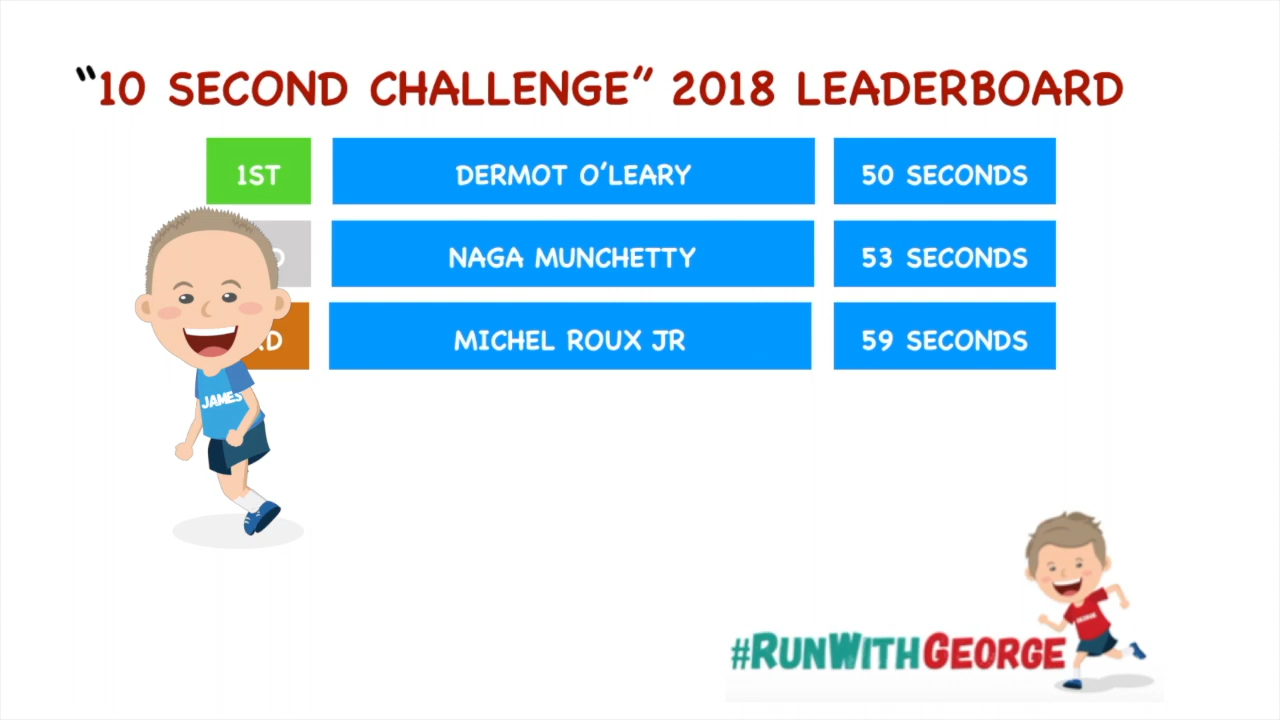 “10 SECOND CHALLENGE” 2018 LEADERBOARD
1ST DERMOT O’LEARY 50 SECONDS
NAGA MUNCHETTY 53 SECONDS
RD MICHEL ROUX JR 59 SECONDS
JAMES
#RUNWITHGEORGE